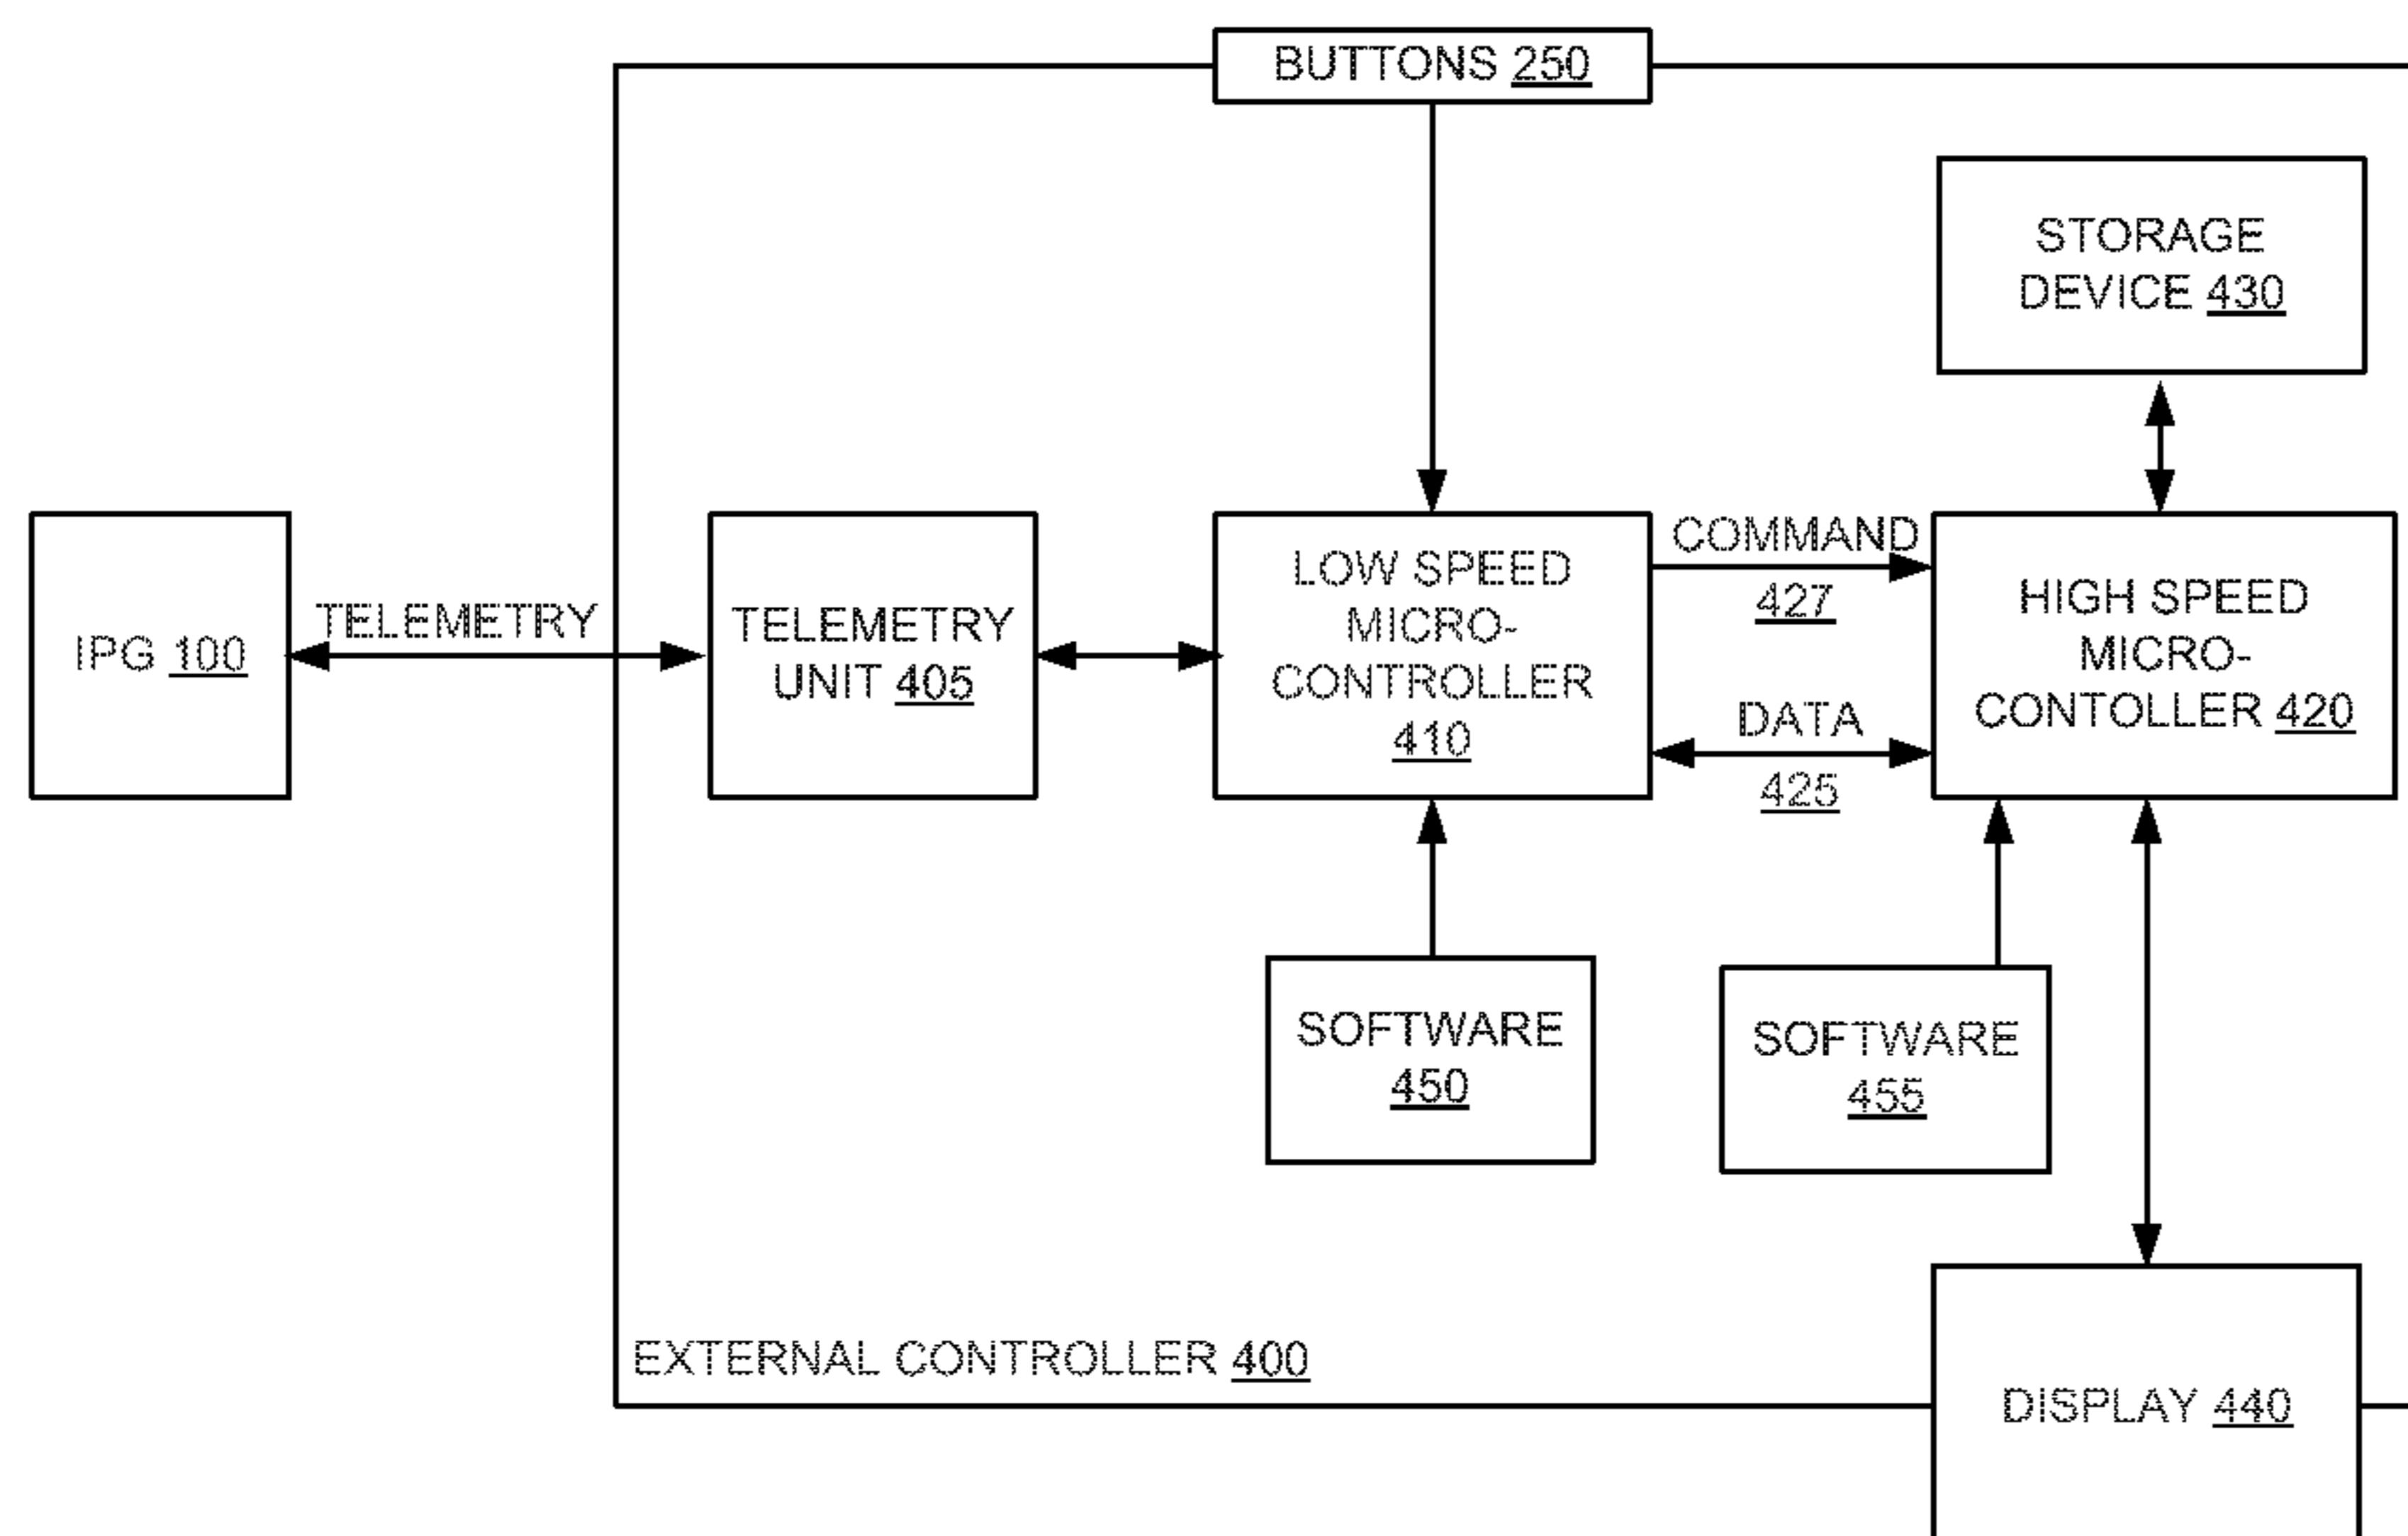 BUTTONS 250
STORAGE
DEVICE 430
IPG 100
TELEMETRY
TELEMETRY
UNIT 405
LOW SPEED
MICRO-
CONTROLLER
410
COMMAND
427
DATA
425
HIGH SPEED
MICRO-
CONTOLLER 420
SOFTWARE
450
SOFTWARE
455
EXTERNAL CONTROLLER 400
DISPLAY 440